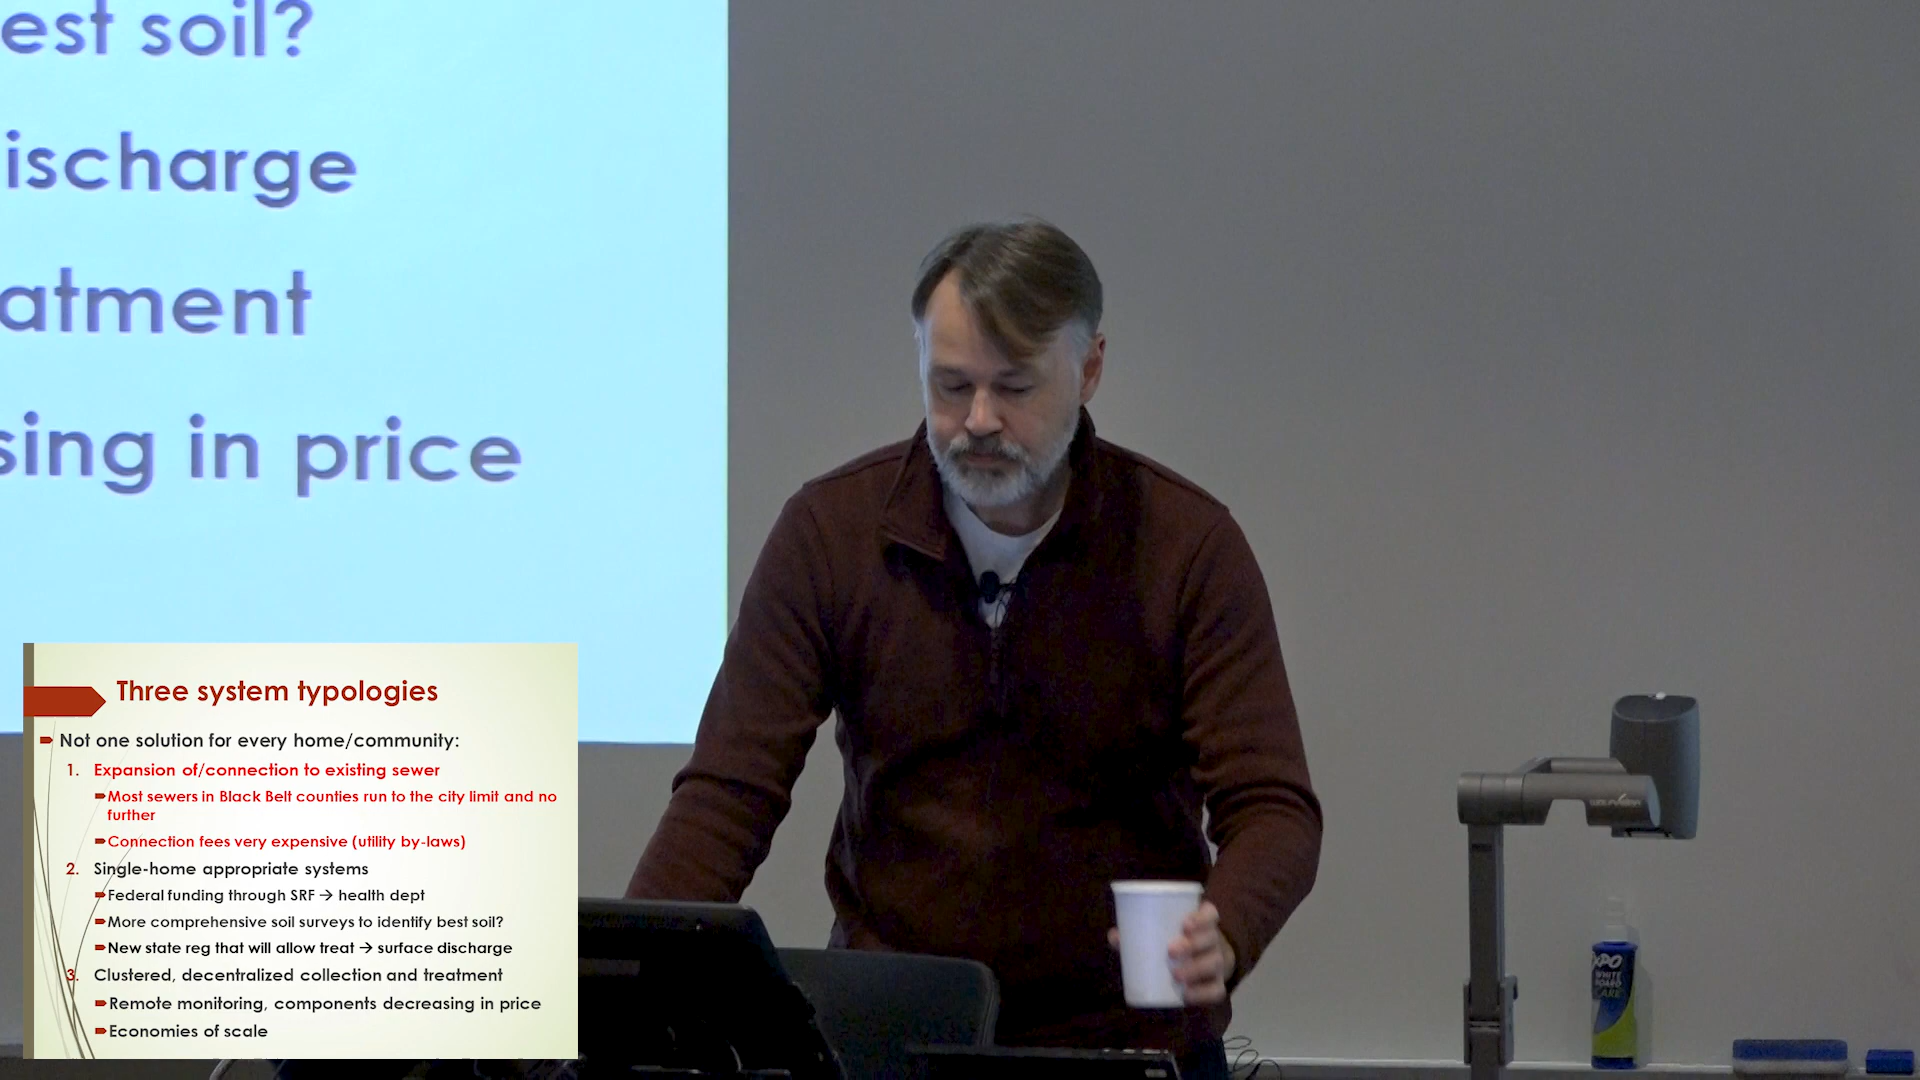 est soil?
ischarge
atment
sing in price
Three system typologies
Not one solution for every home/community:
1. Expansion of/connection to existing sewer
Most sewers in Black Belt counties run to the city limit and no
further
Connection fees very expensive (utility by-laws)
2. Single-home appropriate systems
Federal funding through SRF → health dept
More comprehensive soil surveys to identify best soil?
New state reg that will allow treat → surface discharge
3. Clustered, decentralized collection and treatment
Remote monitoring, components decreasing in price
Economies of scale
EXPO
WHITE
BOARD
CARE